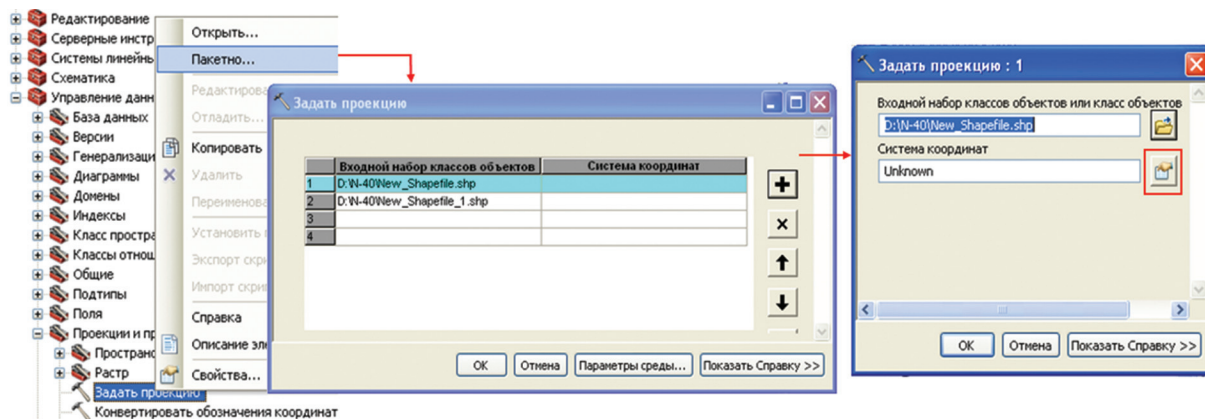 Редактирование
Серверные инстр
Системы линейнь
Схематика
Управление данн
База данных
Версии
Генерализаци
Диаграммы
Домены
Индексы
Класс простра
Классы отнош
Общие
Подтипы
Поля
Проекции и пр
Пространс
Растр
Задать проекцию
Конвертировать обозначения координат
Открыть...
Пакетно...
Редактирова
Отладить...
Копировать
Удалить
Переименова
Установить
Экспорт скри
Импорт скри
Справка
Описание эле
Свойства...
Задать проекцию
Входной набор классов объектов Система координат
1 D:\N-40\New_Shapefile.shp
2 D:\N-40\New_Shapefile_1.shp
3
4
OK Отмена Параметры среды... Показать Справку >>
Задать проекцию : 1
Входной набор классов объектов или класс объектов
D:\N-40\New_Shapefile.shp
Система координат
Unknown
OK Отмена Показать Справку >>